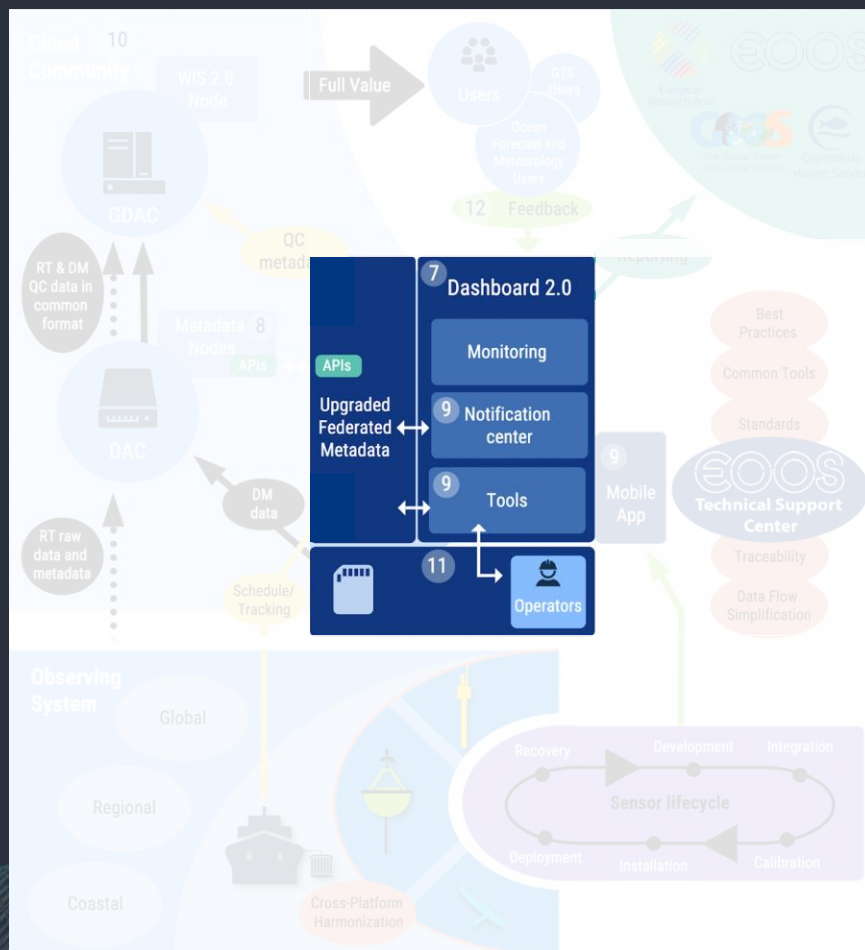 Cloud 10
Community
WIS 2.0
Node
Full Value
Users
GTS
Users
Ocean
Forecast and
Meteorology
Users
European
Research Area
EOOS
GOOS
The Global Ocean
Observing System
Copernicus
Marine Service
GDAC
12 Feedback
QC
metadata
Reporting
RT & DM
QC data in
common
format
Metadata 8
Nodes
APIs
DAC
DM
data
RT raw
data and
metadata
Schedule/
Tracking
7
Dashboard 2.0
Monitoring
APIs
Upgraded
Federated
Metadata
9 Notification
center
9
Tools
11
Operators
9
Mobile
App
Best
Practices
Common Tools
Standards
EOOS
Technical Support
Center
Traceability
Data Flow
Simplification
Observing
System
Global
Regional
Coastal
Cross-Platform
Harmonization
Recovery
Development
Integration
Sensor lifecycle
Deployment
Installation
Calibration